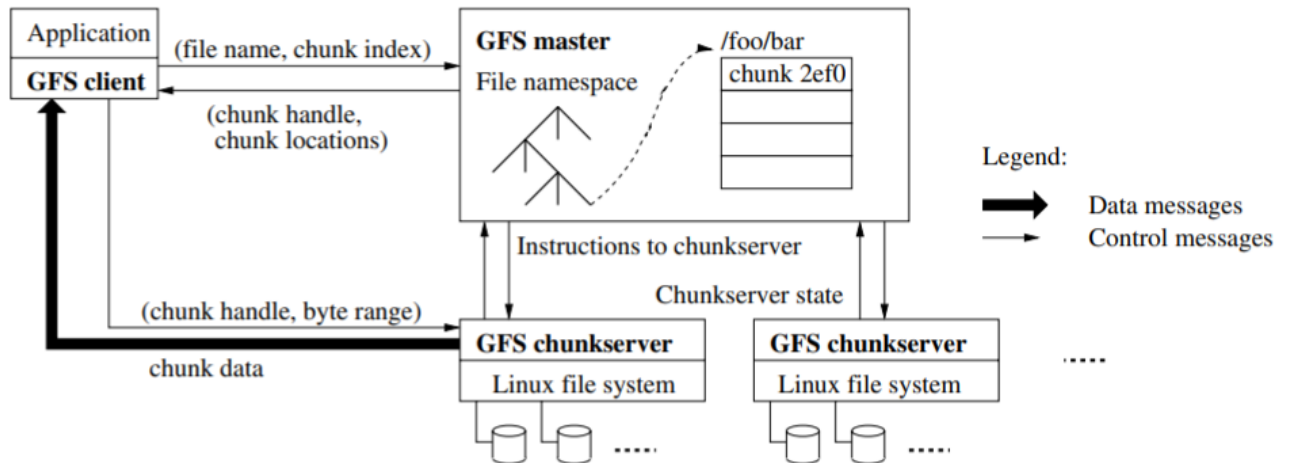 Application
GFS client
(file name, chunk index)
(chunk handle,
chunk locations)
GFS master
File namespace
/foo/bar
chunk 2ef0
Legend:
Data messages
Control messages
Instructions to chunkserver
Chunkserver state
(chunk handle, byte range)
chunk data
GFS chunkserver
Linux file system
GFS chunkserver
Linux file system